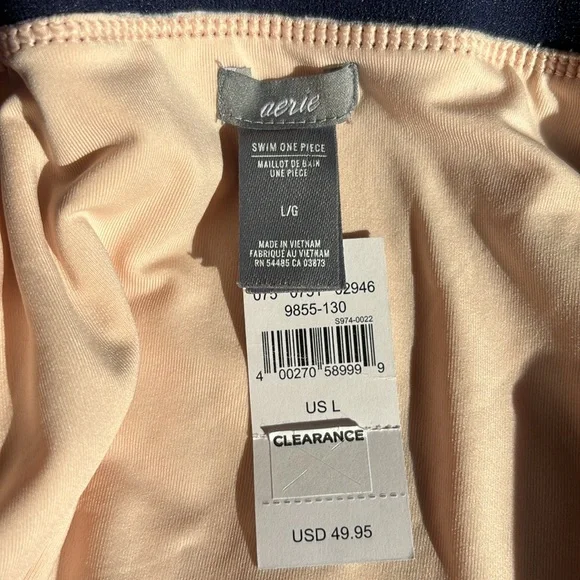 aerie
SWIM ONE PIECE
MAILLOT DE BAIN
UNE PIÈCE
L/G
MADE IN VIETNAM
FABRIQUÉ AU VIETNAM
RN 54485 CA 03873
9855-130
S974-0022
4 00270 58999 9
US L
CLEARANCE
USD 49.95